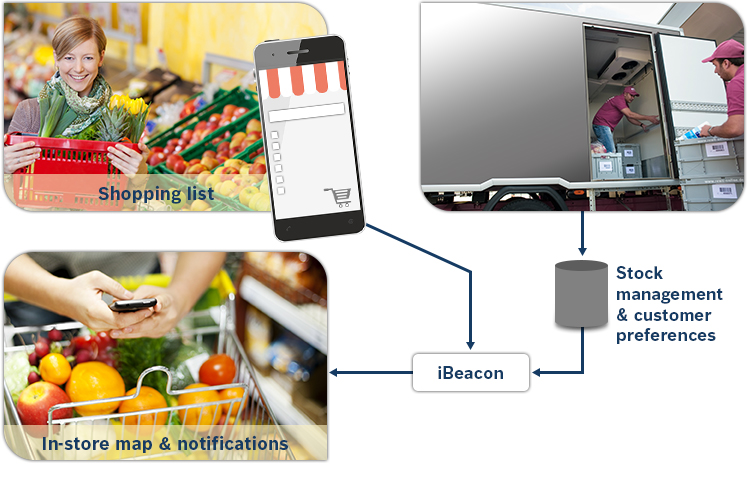 Shopping list
Stock
management
& customer
preferences
iBeacon
In-store map & notifications